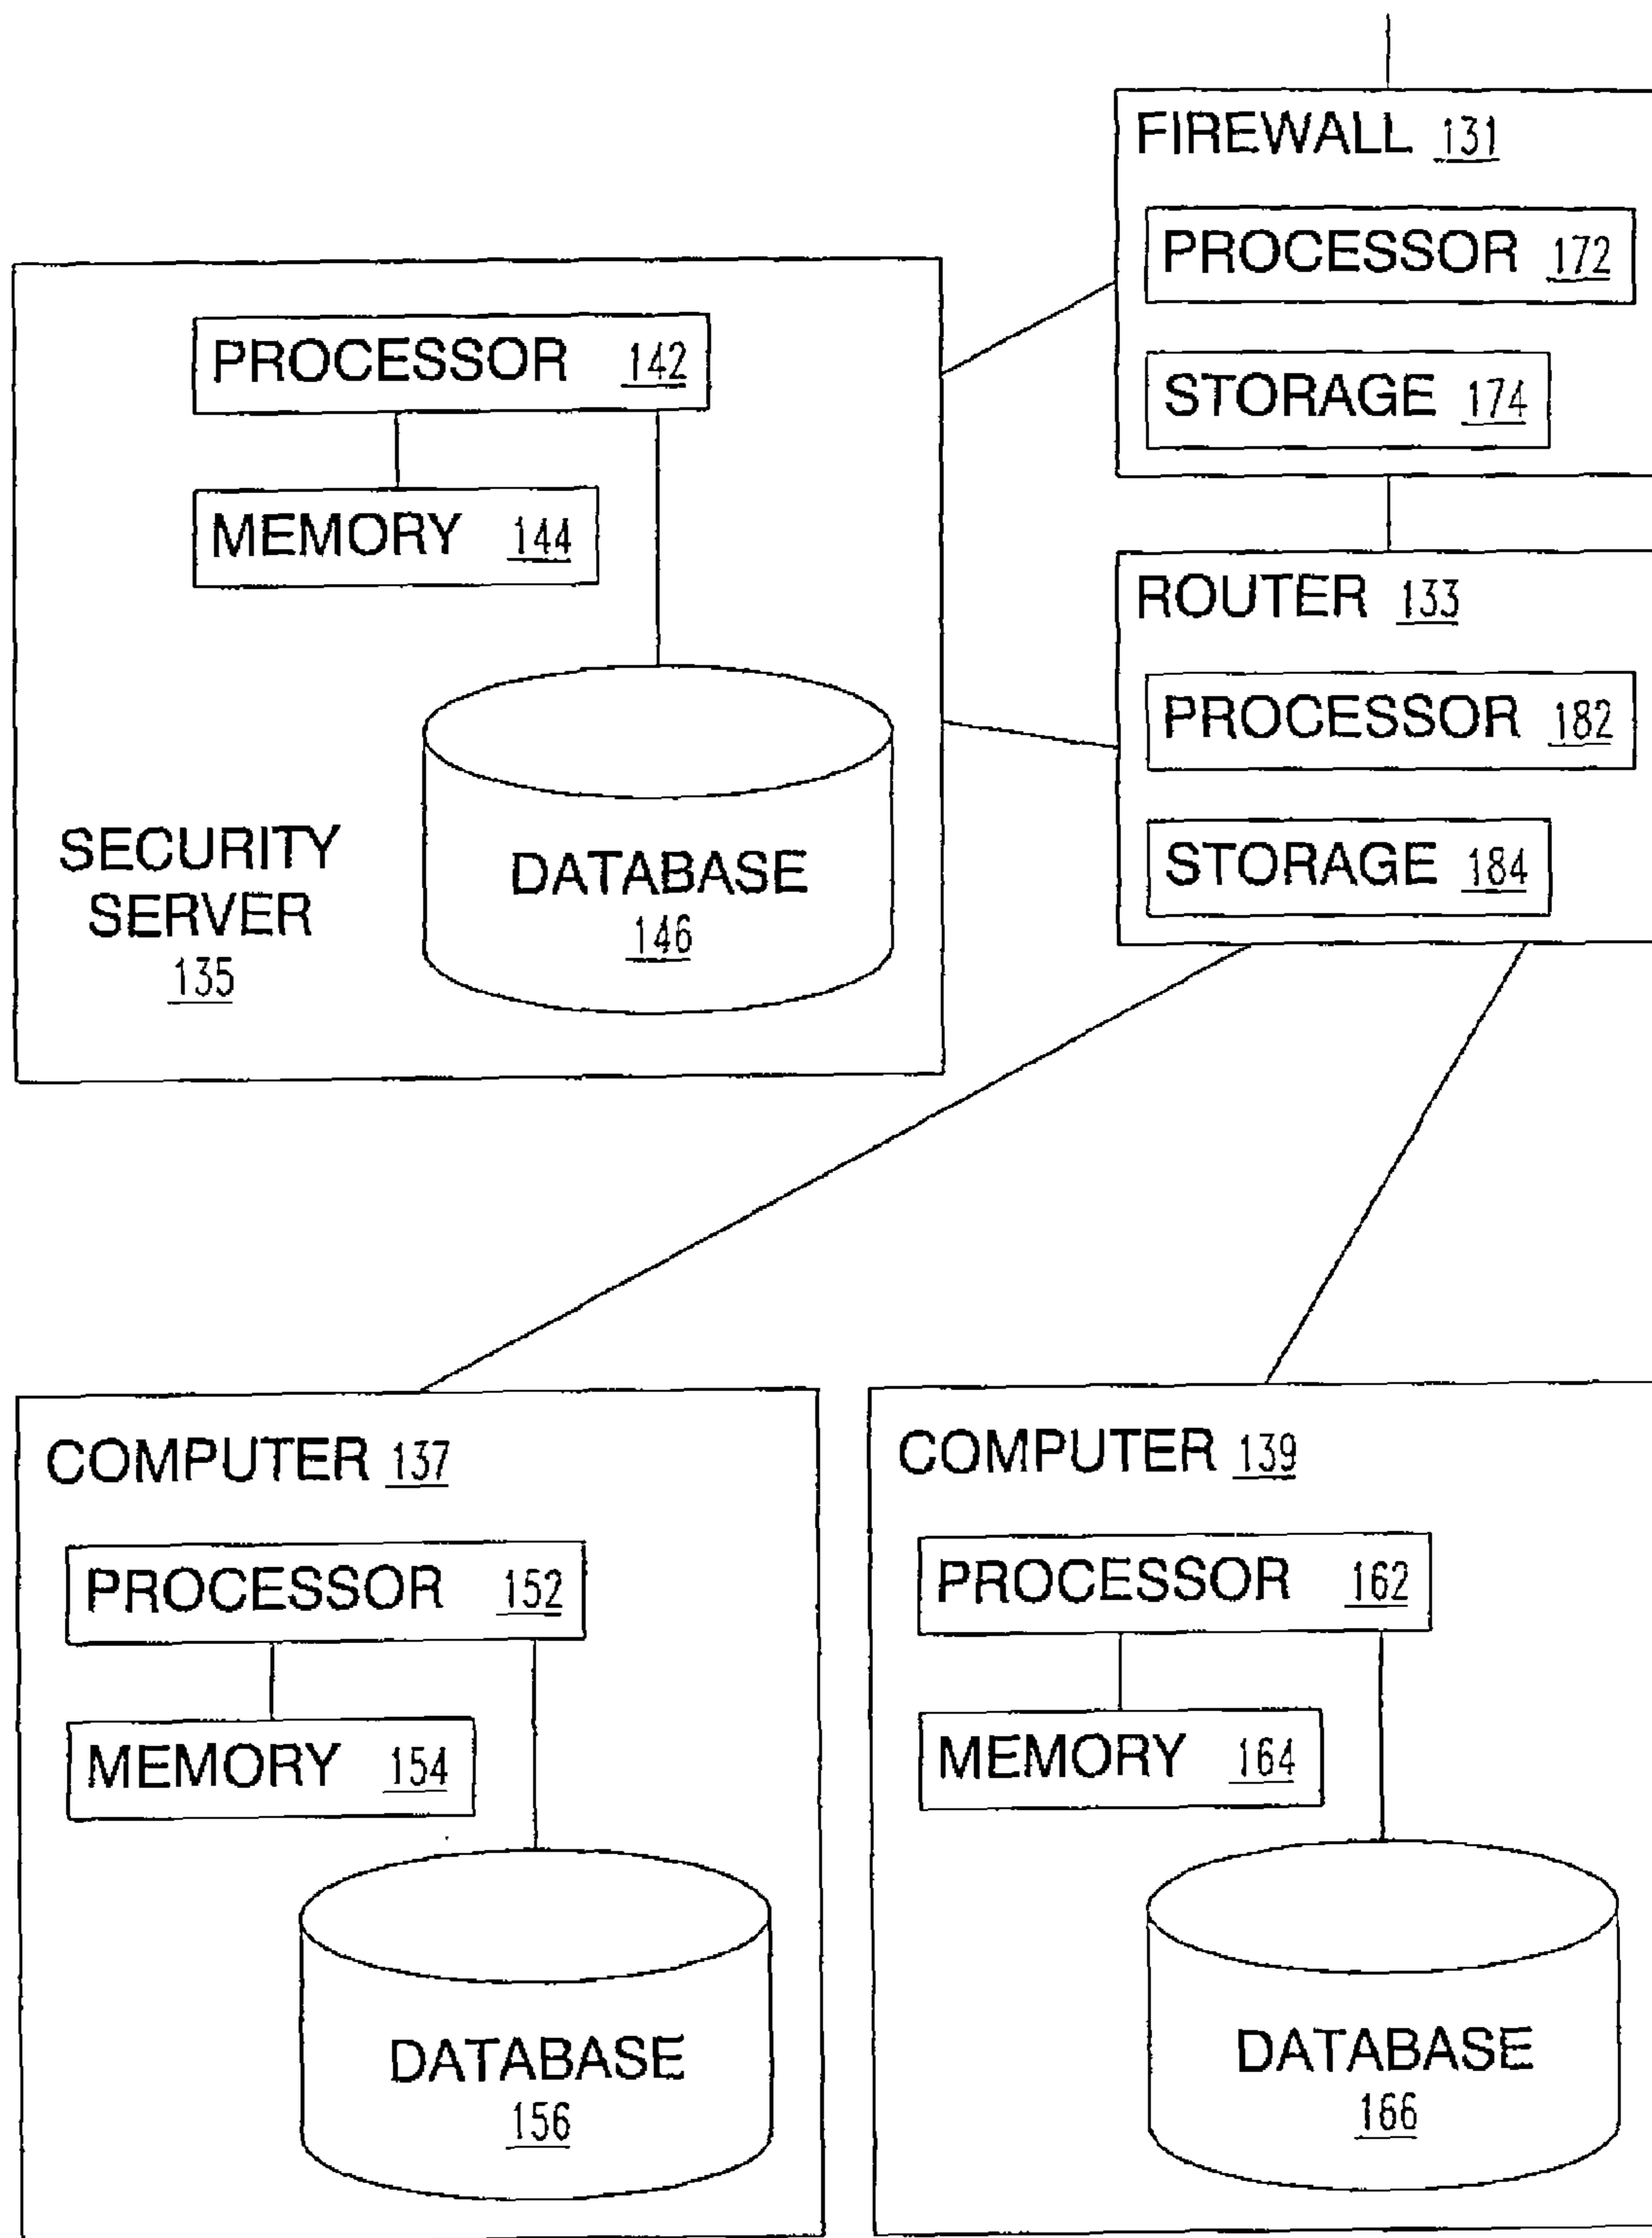 FIREWALL 131
PROCESSOR 172
STORAGE 174
PROCESSOR 142
MEMORY 144
DATABASE
146
SECURITY
SERVER
135
ROUTER 133
PROCESSOR 182
STORAGE 184
COMPUTER 137
PROCESSOR 152
MEMORY 154
DATABASE
156
COMPUTER 139
PROCESSOR 162
MEMORY 164
DATABASE
166